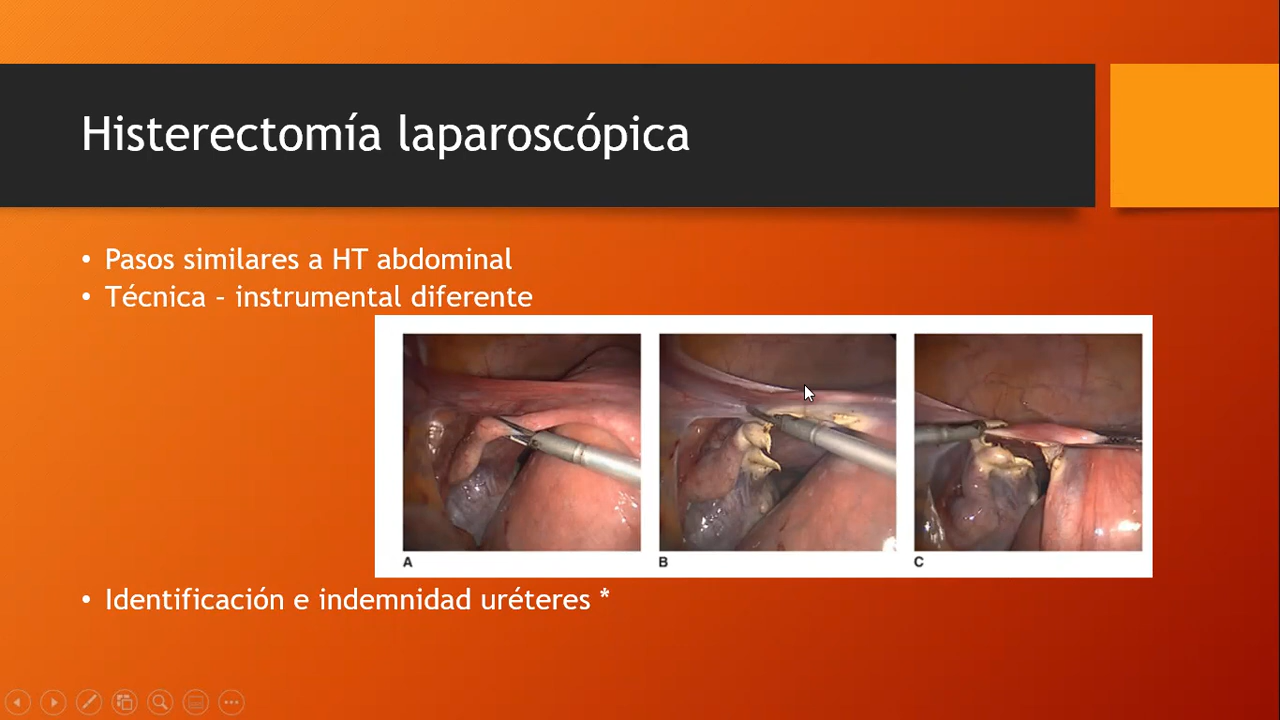 Histerectomía laparoscópica
• Pasos similares a HT abdominal
• Técnica – instrumental diferente
A
B
C
• Identificación e indemnidad uréteres *